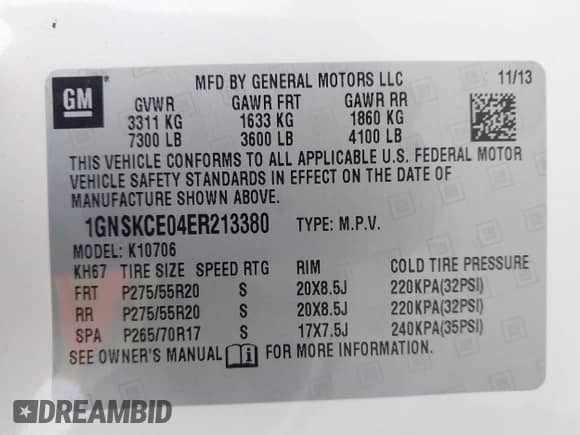 GM
MFD BY GENERAL MOTORS LLC 11/13
GVWR GAWR FRT GAWR RR
3311 KG 1633 KG 1860 KG
7300 LB 3600 LB 4100 LB
THIS VEHICLE CONFORMS TO ALL APPLICABLE U.S. FEDERAL MOTOR
VEHICLE SAFETY STANDARDS IN EFFECT ON THE DATE OF
MANUFACTURE SHOWN ABOVE.
1GNSKCE04ER213380 TYPE: M.P.V.
MODEL: K10706
KH67 TIRE SIZE SPEED RTG RIM COLD TIRE PRESSURE
FRT P275/55R20 S 20X8.5J 220KPA(32PSI)
RR P275/55R20 S 20X8.5J 220KPA(32PSI)
SPA P265/70R17 S 17X7.5J 240KPA(35PSI)
SEE OWNER'S MANUAL i FOR MORE INFORMATION.
DREAMBID